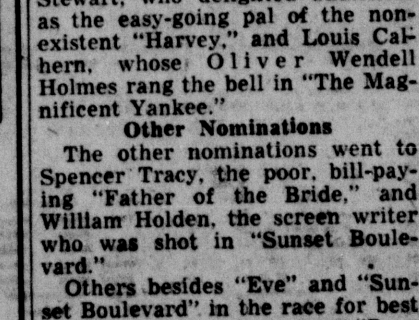 as the easy-going pal of the non-
existent "Harvey," and Louis Cal-
hern, whose Oliver Wendell
Holmes rang the bell in "The Mag-
nificent Yankee."
Other Nominations
The other nominations went to
Spencer Tracy, the poor, bill-pay-
ing "Father of the Bride," and
William Holden, the screen writer
who was shot in "Sunset Boule-
vard."
Others besides "Eve" and "Sun-
set Boulevard" in the race for best